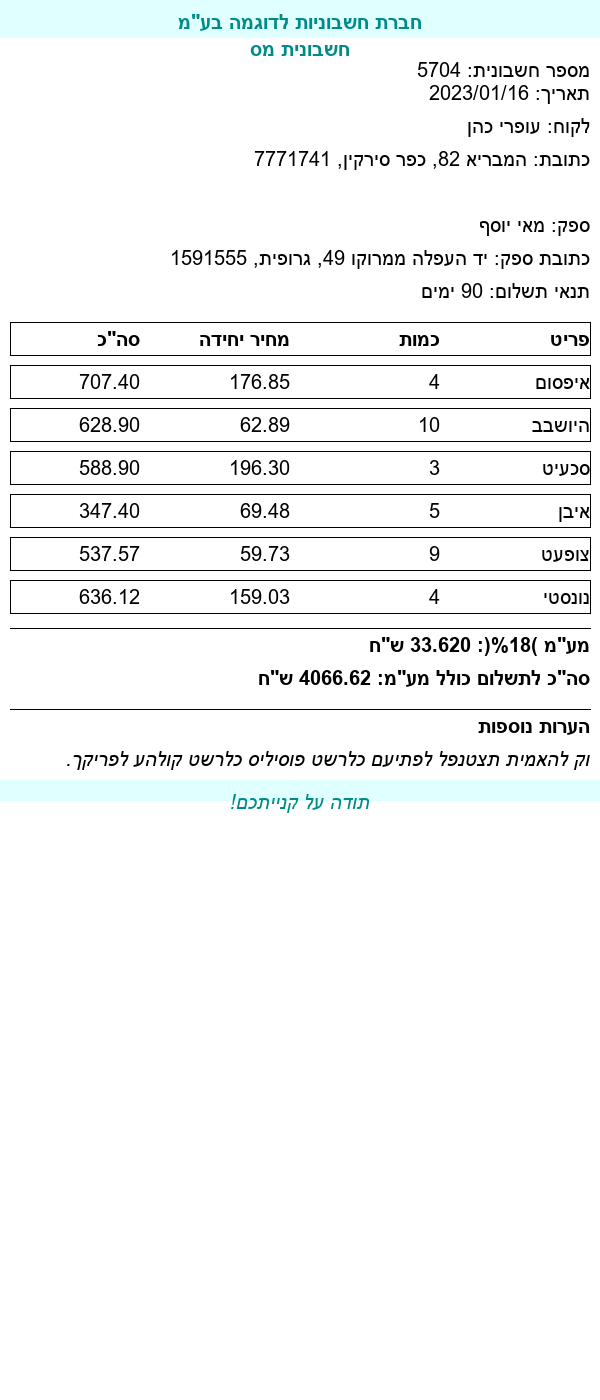 חברת חשבוניות לדוגמה בע"מ
חשבונית מס
מספר חשבונית: 5704
תאריך: 2023/01/16
לקוח: עופרי כהן
כתובת: המבריא 82, כפר סירקין, 7771741
ספק: מאי יוסף
כתובת ספק: יד העפלה ממרוקו 49, גרופית, 1591555
תנאי תשלום: 90 ימים
פריט כמות מחיר יחידה סה"כ
איפסום 4 176.85 707.40
היושבב 10 62.89 628.90
סכעיט 3 196.30 588.90
איבן 5 69.48 347.40
צופעט 9 59.73 537.57
נונסטי 4 159.03 636.12
מע"מ )18%(: 33.620 ש"ח
סה"כ לתשלום כולל מע"מ: 4066.62 ש"ח
הערות נוספות
וק להאמית תצטנפל לפתיעם כלרשט פוסיליס כלרשט קולהע לפריקך.
תודה על קנייתכם!